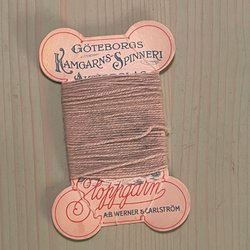 GÖTEBORGS
KAMGARNS-SPINNERI
Stoppgarn
A.B. WERNER & CARLSTRÖM